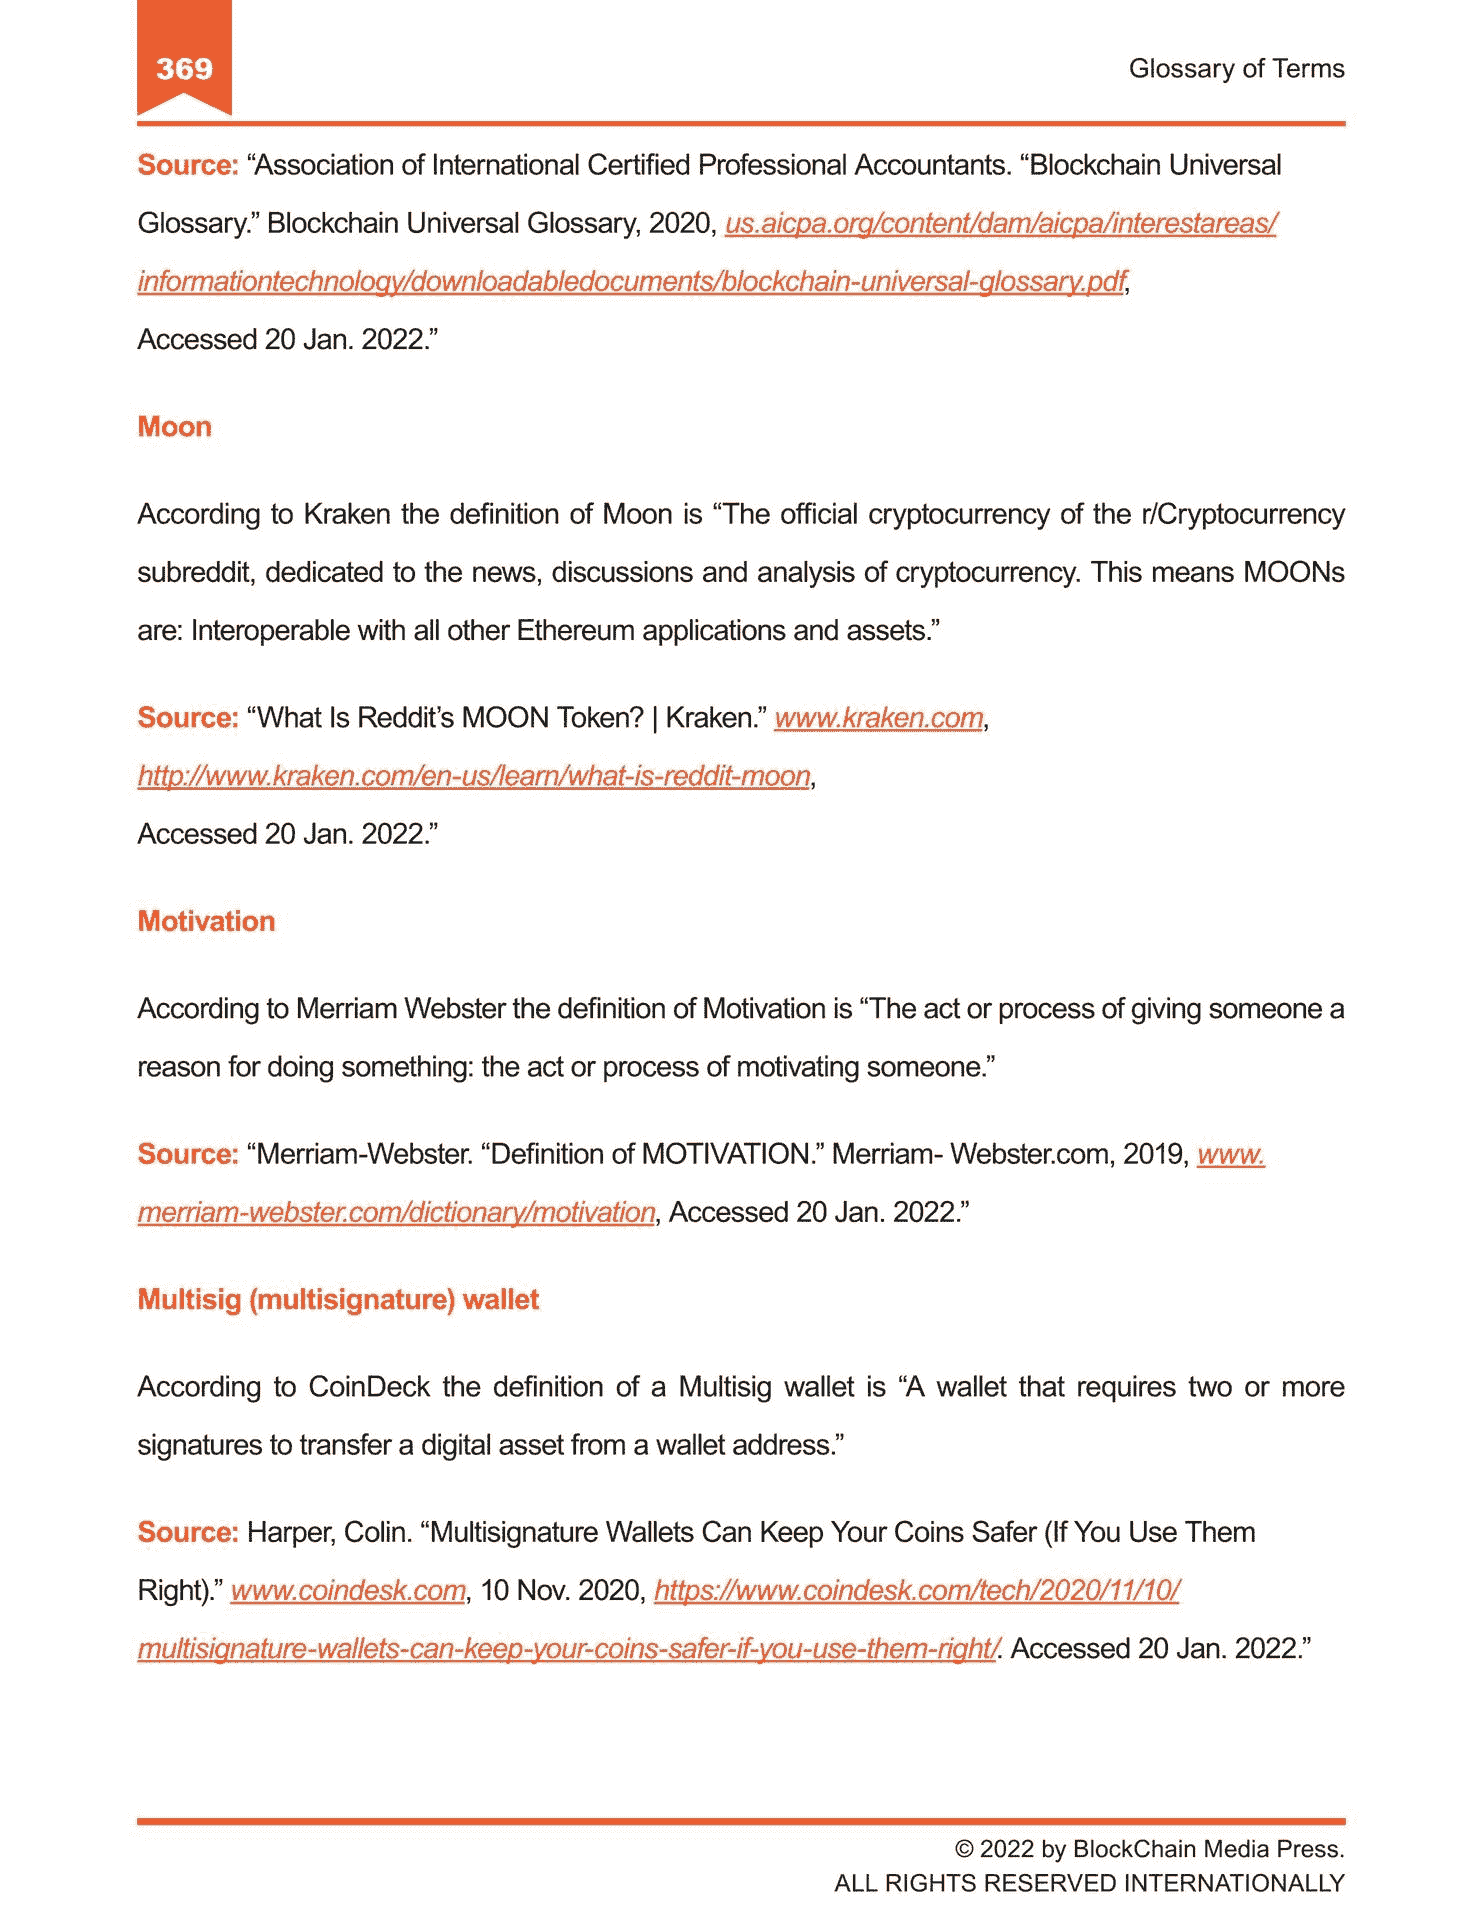 369
Glossary of Terms
Source: “Association of International Certified Professional Accountants. “Blockchain Universal
Glossary.” Blockchain Universal Glossary, 2020, us.aicpa.org/content/dam/aicpa/interestareas/
informationtechnology/downloadabledocuments/blockchain-universal-glossary.pdf,
Accessed 20 Jan. 2022.”
Moon
According to Kraken the definition of Moon is “The official cryptocurrency of the r/Cryptocurrency
subreddit, dedicated to the news, discussions and analysis of cryptocurrency. This means MOONs
are: Interoperable with all other Ethereum applications and assets.”
Source: “What Is Reddit’s MOON Token? | Kraken.” www.kraken.com,
http://www.kraken.com/en-us/learn/what-is-reddit-moon,
Accessed 20 Jan. 2022.”
Motivation
According to Merriam Webster the definition of Motivation is “The act or process of giving someone a
reason for doing something: the act or process of motivating someone.”
Source: “Merriam-Webster. “Definition of MOTIVATION.” Merriam- Webster.com, 2019, www.
merriam-webster.com/dictionary/motivation, Accessed 20 Jan. 2022.”
Multisig (multisignature) wallet
According to CoinDeck the definition of a Multisig wallet is “A wallet that requires two or more
signatures to transfer a digital asset from a wallet address.”
Source: Harper, Colin. “Multisignature Wallets Can Keep Your Coins Safer (If You Use Them
Right).” www.coindesk.com, 10 Nov. 2020, https://www.coindesk.com/tech/2020/11/10/
multisignature-wallets-can-keep-your-coins-safer-if-you-use-them-right/. Accessed 20 Jan. 2022.”
© 2022 by BlockChain Media Press.
ALL RIGHTS RESERVED INTERNATIONALLY